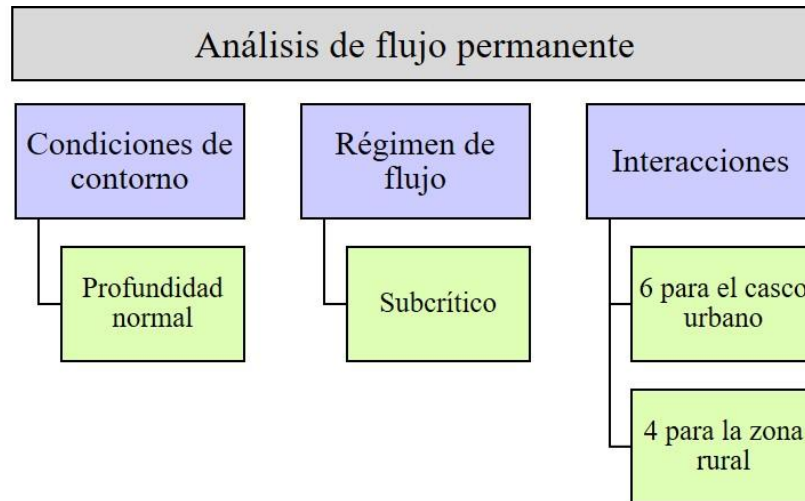 Análisis de flujo permanente
Condiciones de
contorno
Profundidad
normal
Régimen de
flujo
Subcrítico
Interacciones
6 para el casco
urbano
4 para la zona
rural